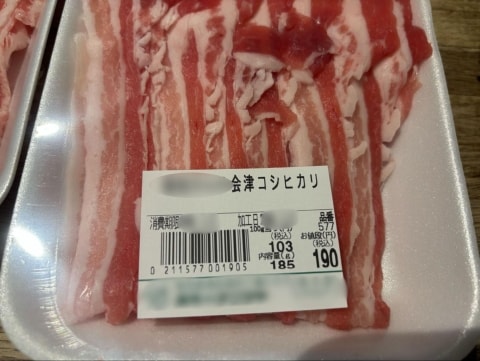 会津コシヒカリ
消費期限 加工日 品番
577
100g当り(円) お値段(円)
(税込) (税込)
103 190
内容量(g)
185
0 211577 001905